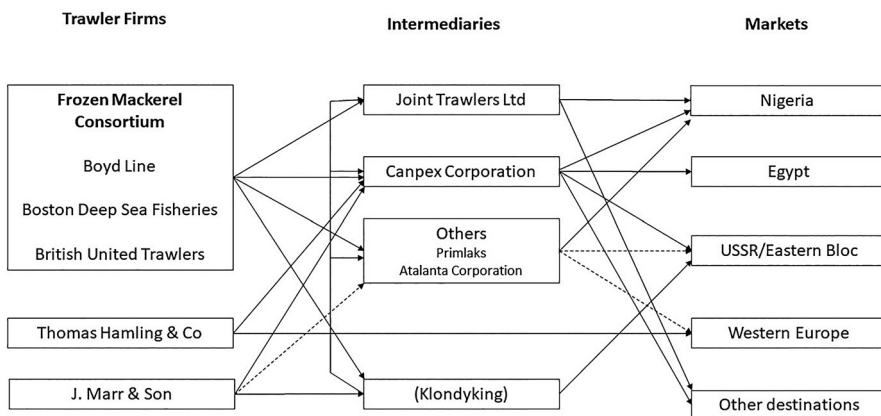 Trawler Firms
Intermediaries
Markets
Frozen Mackerel
Consortium
Boyd Line
Boston Deep Sea Fisheries
British United Trawlers
Thomas Hamling & Co
J. Marr & Son
Joint Trawlers Ltd
Canpex Corporation
Others
Primlaks
Atalanta Corporation
(Klondyking)
Nigeria
Egypt
USSR/Eastern Bloc
Western Europe
Other destinations